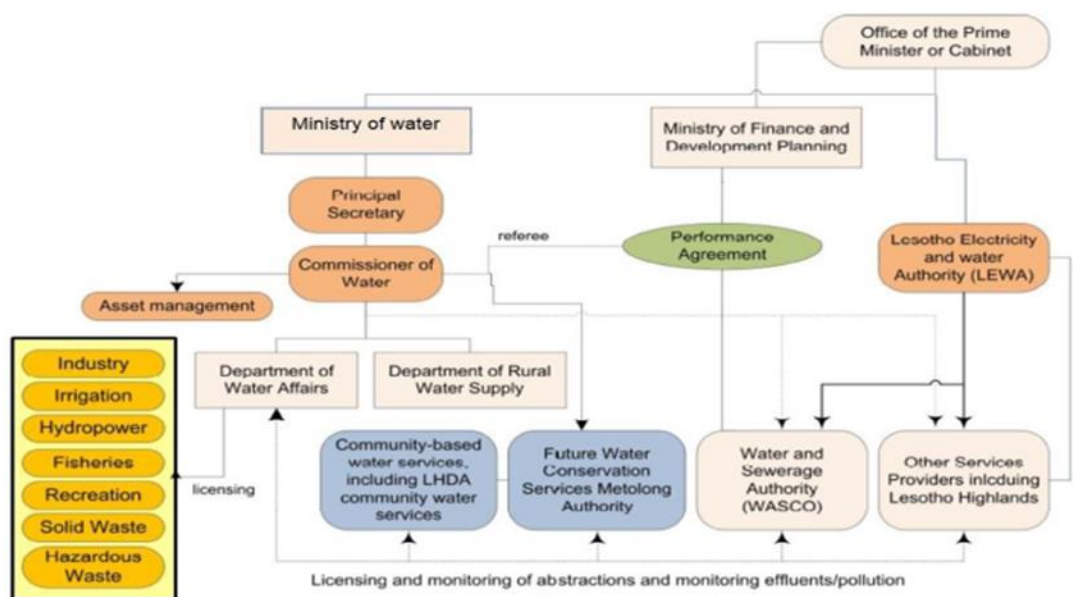 Office of the Prime
Minister or Cabinet
Ministry of water
Ministry of Finance and
Development Planning
Principal
Secretary
referee
Performance
Agreement
Lesotho Electricity
and water
Authority (LEWA)
Commissioner of
Water
Asset management
Industry
Irrigation
Hydropower
Fisheries
Recreation
Solid Waste
Hazardous
Waste
licensing
Department of
Water Affairs
Department of Rural
Water Supply
Community-based
water services,
including LHDA
community water
services
Future Water
Conservation
Services Metolong
Authority
Water and
Sewerage
Authority
(WASCO)
Other Services
Providers inlcduing
Lesotho Highlands
Licensing and monitoring of abstractions and monitoring effluents/pollution